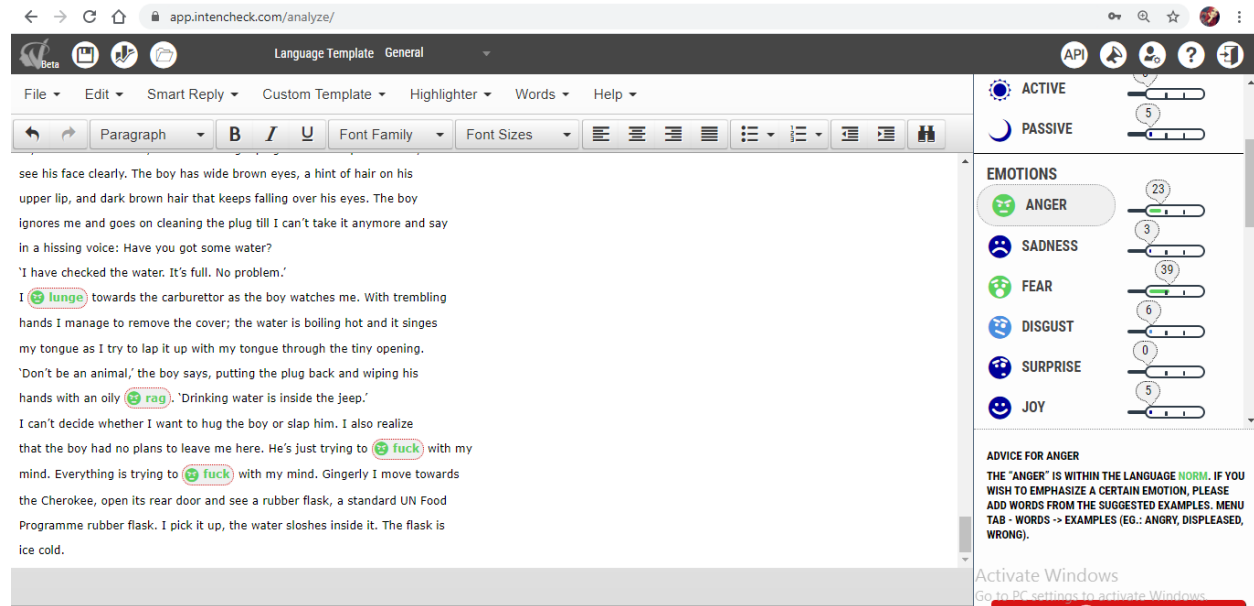 app.intencheck.com/analyze/
Beta
Language Template General
API
File Edit Smart Reply Custom Template Highlighter Words Help
Paragraph B I U Font Family Font Sizes
see his face clearly. The boy has wide brown eyes, a hint of hair on his
upper lip, and dark brown hair that keeps falling over his eyes. The boy
ignores me and goes on cleaning the plug till I can’t take it anymore and say
in a hissing voice: Have you got some water?
‘I have checked the water. It’s full. No problem.’
I lunge towards the carburettor as the boy watches me. With trembling
hands I manage to remove the cover; the water is boiling hot and it singes
my tongue as I try to lap it up with my tongue through the tiny opening.
‘Don’t be an animal,’ the boy says, putting the plug back and wiping his
hands with an oily rag. ‘Drinking water is inside the jeep.’
I can’t decide whether I want to hug the boy or slap him. I also realize
that the boy had no plans to leave me here. He’s just trying to fuck with my
mind. Everything is trying to fuck with my mind. Gingerly I move towards
the Cherokee, open its rear door and see a rubber flask, a standard UN Food
Programme rubber flask. I pick it up, the water sloshes inside it. The flask is
ice cold.
ACTIVE
PASSIVE 5
EMOTIONS
ANGER 23
SADNESS 3
FEAR 39
DISGUST 6
SURPRISE 0
JOY 5
ADVICE FOR ANGER
THE "ANGER" IS WITHIN THE LANGUAGE NORM. IF YOU
WISH TO EMPHASIZE A CERTAIN EMOTION, PLEASE
ADD WORDS FROM THE SUGGESTED EXAMPLES. MENU
TAB - WORDS -> EXAMPLES (EG.: ANGRY, DISPLEASED,
WRONG).
Activate Windows
Go to PC settings to activate Windows.